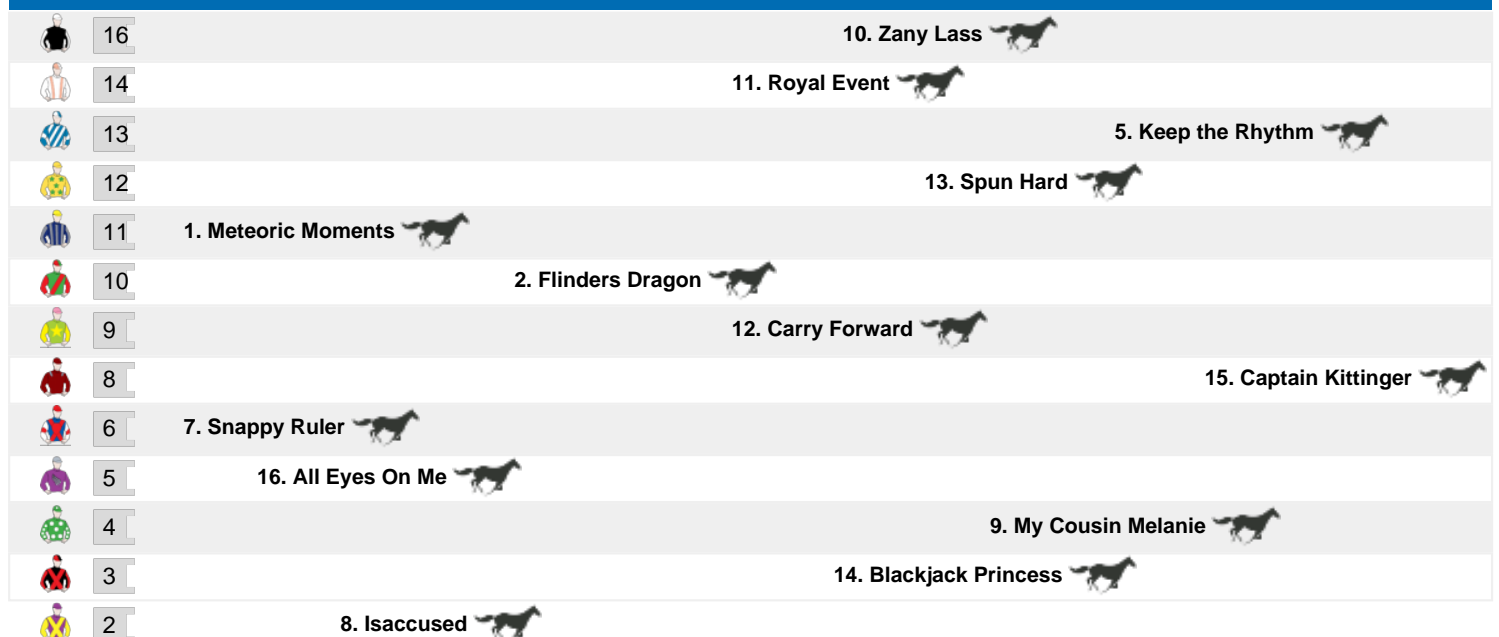 16 10. Zany Lass
14 11. Royal Event
13 5. Keep the Rhythm
12 13. Spun Hard
11 1. Meteoric Moments
10 2. Flinders Dragon
9 12. Carry Forward
8 15. Captain Kittinger
6 7. Snappy Ruler
5 16. All Eyes On Me
4 9. My Cousin Melanie
3 14. Blackjack Princess
2 8. Isaccused